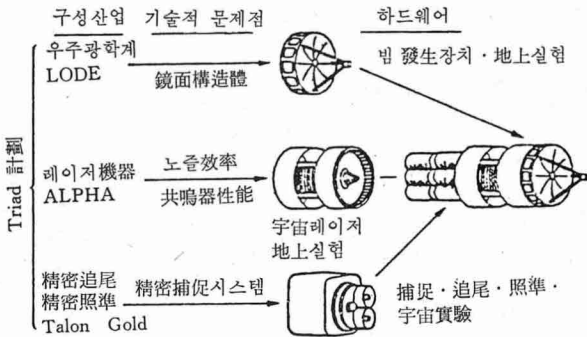 구성산업 기술적 문제점 하드웨어
우주광학계
LODE
鏡面構造體
빔 發生장치·地上실험
Triad 計劃
레이저機器
ALPHA
노즐效率
共鳴器性能
宇宙레이저
地上실험
精密追尾
精密照準
Talon Gold
精密捕捉시스템
捕捉·追尾·照準·
宇宙實驗